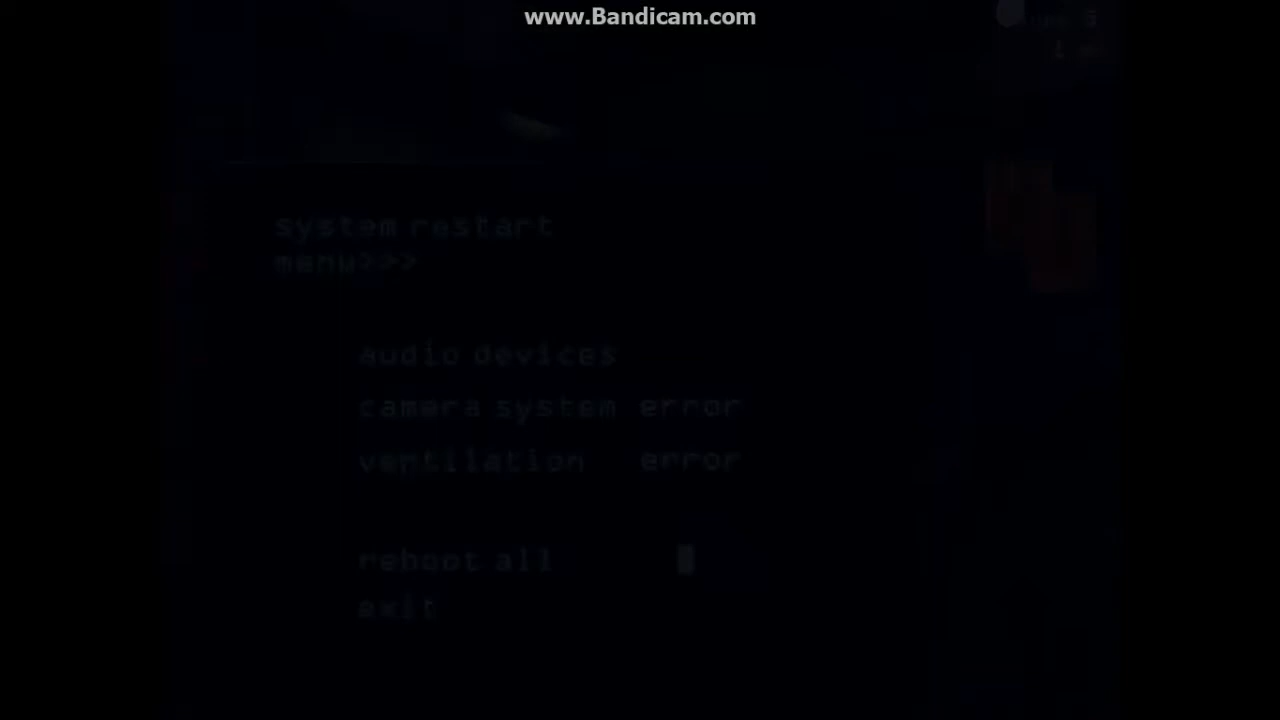 www.Bandicam.com
system restart
menu>>>
audio devices
camera system error
ventilation error
reboot all
exit